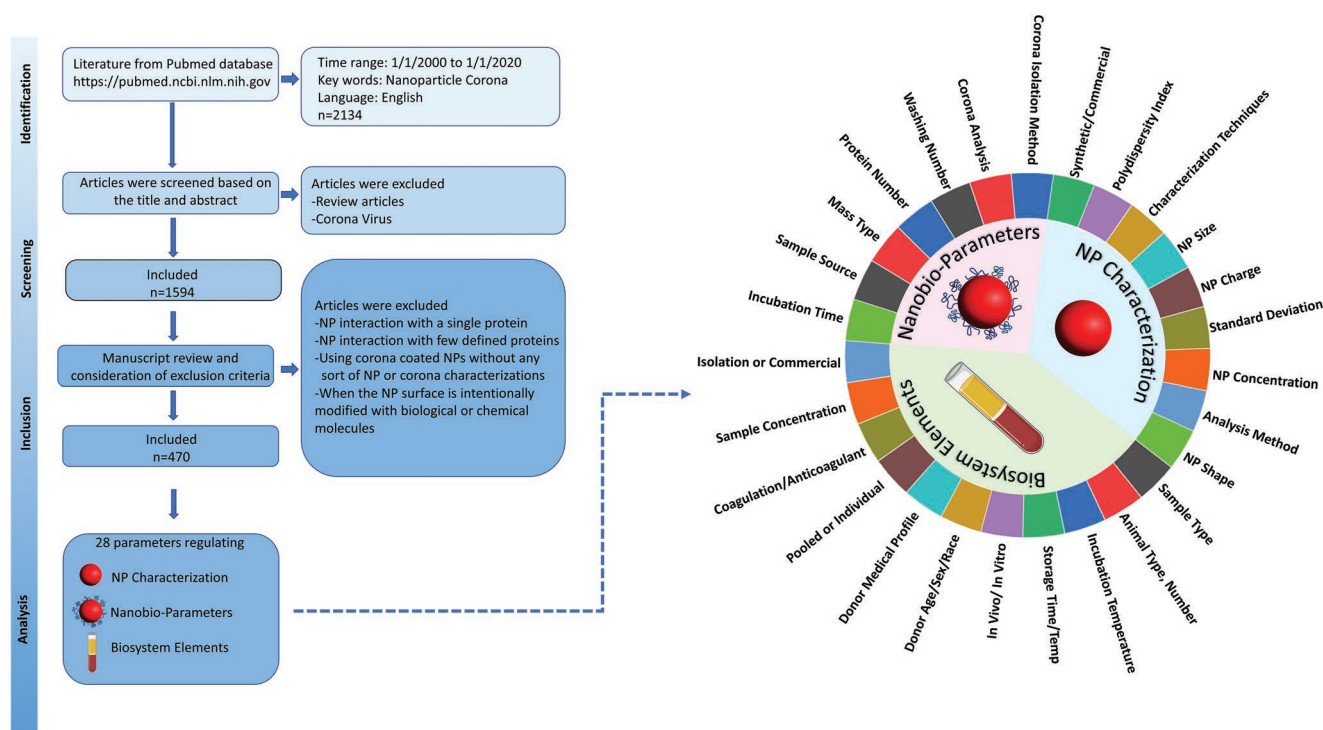 Identification
Literature from Pubmed database
https://pubmed.ncbi.nlm.nih.gov
Time range: 1/1/2000 to 1/1/2020
Key words: Nanoparticle Corona
Language: English
n=2134
Screening
Articles were screened based on
the title and abstract
Articles were excluded
-Review articles
-Corona Virus
Included
n=1594
Inclusion
Manuscript review and
consideration of exclusion criteria
Articles were excluded
-NP interaction with a single protein
-NP interaction with few defined proteins
-Using corona coated NPs without any
sort of NP or corona characterizations
-When the NP surface is intentionally
modified with biological or chemical
molecules
Included
n=470
Analysis
28 parameters regulating
NP Characterization
Nanobio-Parameters
Biosystem Elements
Corona Isolation Method
Synthetic/Commercial
Polydispersity Index
Characterization Techniques
NP Size
NP Charge
Standard Deviation
NP Concentration
Analysis Method
NP Shape
Sample Type
Animal Type, Number
Incubation Temperature
Storage Time/Temp
In Vivo/ In Vitro
Donor Age/Sex/Race
Donor Medical Profile
Pooled or Individual
Coagulation/Anticoagulant
Sample Concentration
Isolation or Commercial
Incubation Time
Sample Source
Mass Type
Protein Number
Washing Number
Corona Analysis
Nanobio-Parameters
NP Characterization
Biosystem Elements